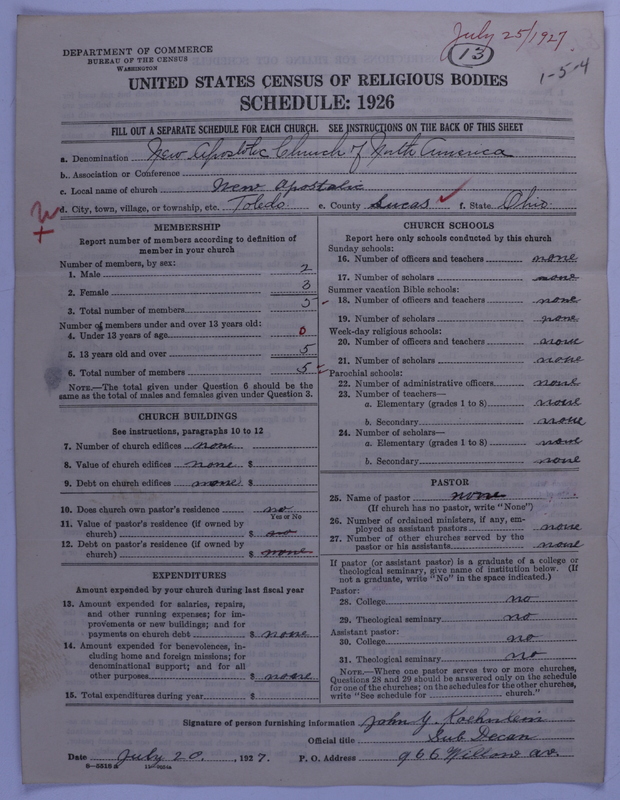 July 25/1927
13
1-5-4
DEPARTMENT OF COMMERCE
BUREAU OF THE CENSUS
WASHINGTON
UNITED STATES CENSUS OF RELIGIOUS BODIES
SCHEDULE: 1926
FILL OUT A SEPARATE SCHEDULE FOR EACH CHURCH. SEE INSTRUCTIONS ON THE BACK OF THIS SHEET
a. Denomination New Apostolic Church of North America
b. Association or Conference
c. Local name of church New Apostolic
d. City, town, village, or township, etc. Toledo e. County Lucas ✓ f. State Ohio
MEMBERSHIP
Report number of members according to definition of
member in your church
Number of members, by sex:
1. Male 2
2. Female 3
3. Total number of members 5
Number of members under and over 13 years old:
4. Under 13 years of age 0
5. 13 years old and over 5
6. Total number of members 5
NOTE.—The total given under Question 6 should be the
same as the total of males and females given under Question 3.
CHURCH BUILDINGS
See instructions, paragraphs 10 to 12
7. Number of church edifices none
8. Value of church edifices none $
9. Debt on church edifices none $
10. Does church own pastor's residence no
Yes or No
11. Value of pastor's residence (if owned by
church) $ no
12. Debt on pastor's residence (if owned by
church) $ none
EXPENDITURES
Amount expended by your church during last fiscal year
13. Amount expended for salaries, repairs,
and other running expenses; for im-
provements or new buildings; and for
payments on church debt $ none
14. Amount expended for benevolences, in-
cluding home and foreign missions; for
denominational support; and for all
other purposes $ none
15. Total expenditures during year $
CHURCH SCHOOLS
Report here only schools conducted by this church
Sunday schools:
16. Number of officers and teachers none
17. Number of scholars none
Summer vacation Bible schools:
18. Number of officers and teachers none
19. Number of scholars none
Week-day religious schools:
20. Number of officers and teachers none
21. Number of scholars none
Parochial schools:
22. Number of administrative officers none
23. Number of teachers—
a. Elementary (grades 1 to 8) none
b. Secondary none
24. Number of scholars—
a. Elementary (grades 1 to 8) none
b. Secondary none
PASTOR
25. Name of pastor none
(If church has no pastor, write "None")
26. Number of ordained ministers, if any, em-
ployed as assistant pastors none
27. Number of other churches served by the
pastor or his assistants none
If pastor (or assistant pastor) is a graduate of a college or
theological seminary, give name of institution below. (If
not a graduate, write "No" in the space indicated.)
Pastor:
28. College no
29. Theological seminary no
Assistant pastor:
30. College no
31. Theological seminary no
NOTE.—Where one pastor serves two or more churches,
Questions 28 and 29 should be answered only on the schedule
for one of the churches; on the schedules for the other churches,
write "See schedule for church."
Signature of person furnishing information John G. Koehnlein
Official title Sub Decan
Date July 20, 1927. P. O. Address 966 Willow av.
8—5518 a